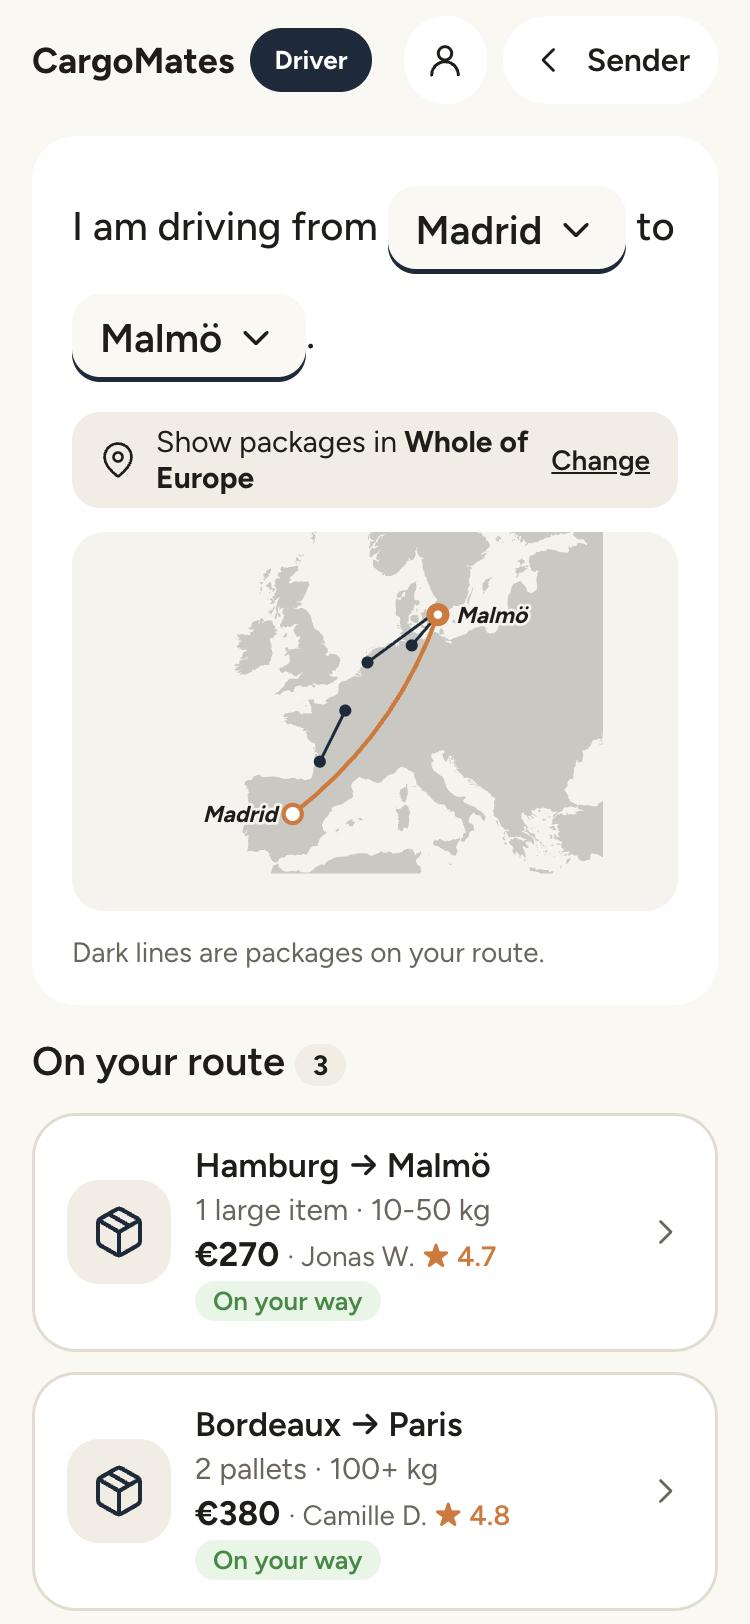 CargoMates Driver Sender
I am driving from Madrid to
Malmö.
Show packages in Whole of
Europe
Change
Malmö
Madrid
Dark lines are packages on your route.
On your route 3
Hamburg → Malmö
1 large item · 10-50 kg
€270 · Jonas W. ★ 4.7
On your way
Bordeaux → Paris
2 pallets · 100+ kg
€380 · Camille D. ★ 4.8
On your way